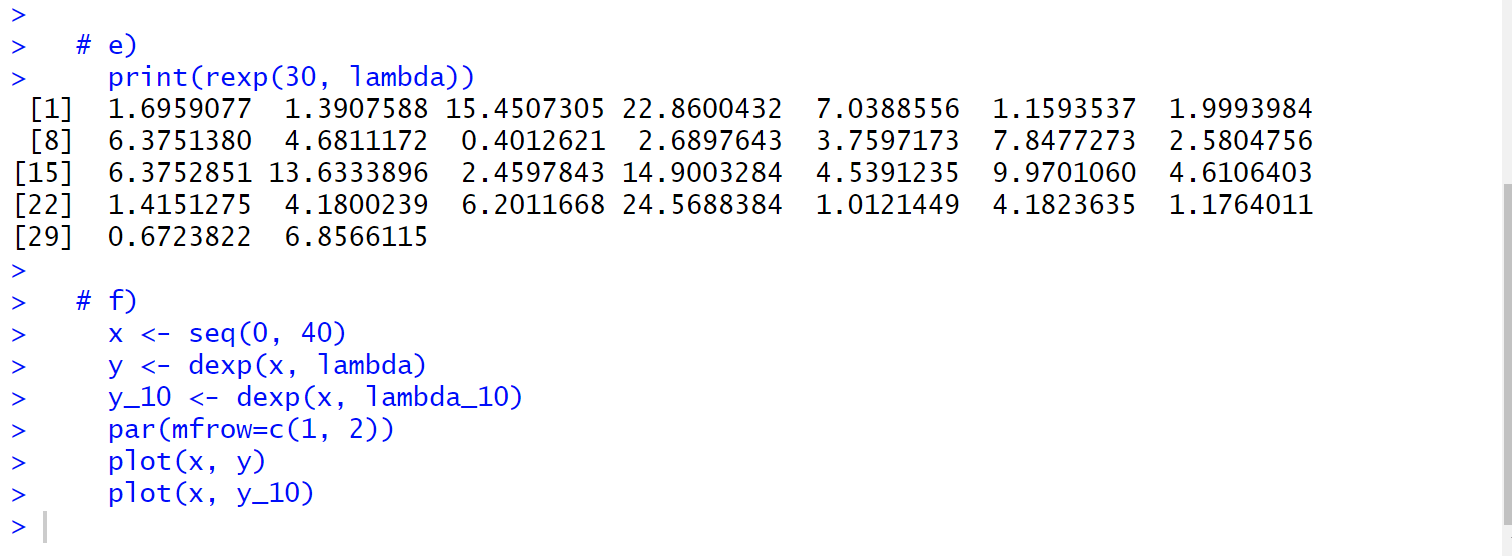 >
>   # e)
>     print(rexp(30, lambda))
 [1]  1.6959077  1.3907588 15.4507305 22.8600432  7.0388556  1.1593537  1.9993984
 [8]  6.3751380  4.6811172  0.4012621  2.6897643  3.7597173  7.8477273  2.5804756
[15]  6.3752851 13.6333896  2.4597843 14.9003284  4.5391235  9.9701060  4.6106403
[22]  1.4151275  4.1800239  6.2011668 24.5688384  1.0121449  4.1823635  1.1764011
[29]  0.6723822  6.8566115
>
>   # f)
>     x <- seq(0, 40)
>     y <- dexp(x, lambda)
>     y_10 <- dexp(x, lambda_10)
>     par(mfrow=c(1, 2))
>     plot(x, y)
>     plot(x, y_10)
>